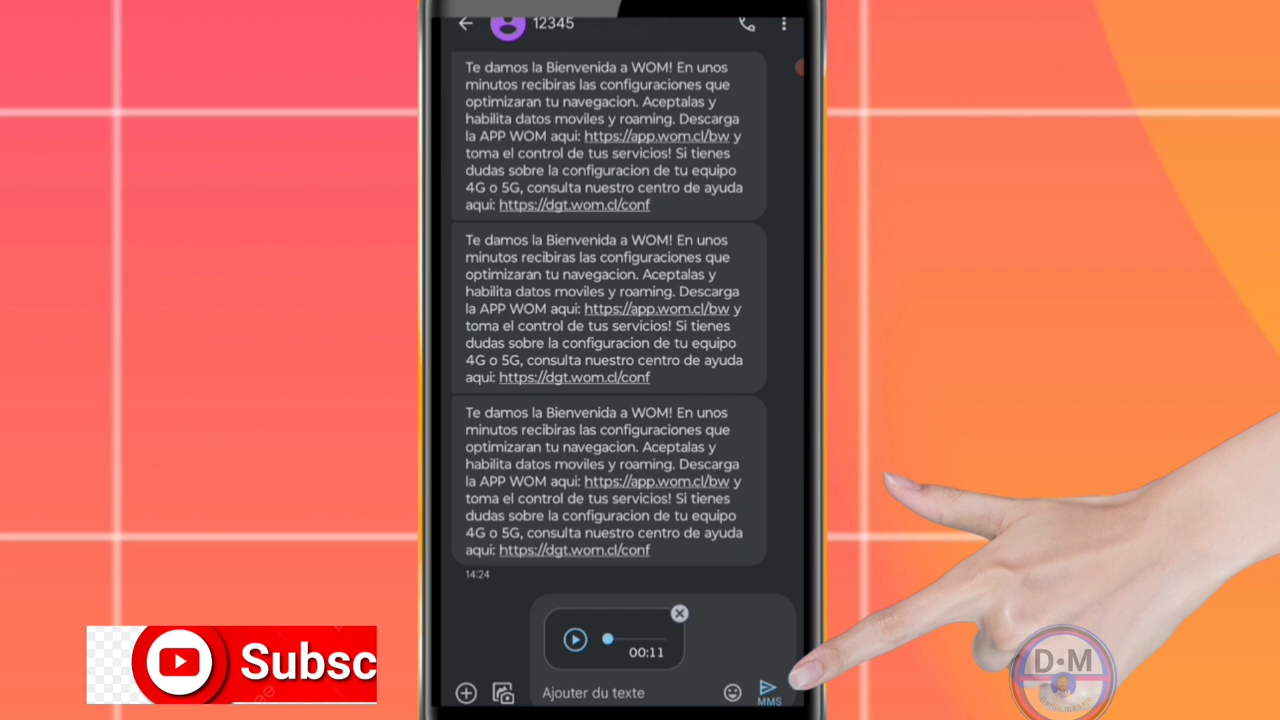 12345
Te damos la Bienvenida a WOM! En unos
minutos recibiras las configuraciones que
optimizaran tu navegacion. Aceptalas y
habilita datos moviles y roaming. Descarga
la APP WOM aqui: https://app.wom.cl/bw y
toma el control de tus servicios! Si tienes
dudas sobre la configuracion de tu equipo
4G o 5G, consulta nuestro centro de ayuda
aqui: https://dgt.wom.cl/conf
Te damos la Bienvenida a WOM! En unos
minutos recibiras las configuraciones que
optimizaran tu navegacion. Aceptalas y
habilita datos moviles y roaming. Descarga
la APP WOM aqui: https://app.wom.cl/bw y
toma el control de tus servicios! Si tienes
dudas sobre la configuracion de tu equipo
4G o 5G, consulta nuestro centro de ayuda
aqui: https://dgt.wom.cl/conf
Te damos la Bienvenida a WOM! En unos
minutos recibiras las configuraciones que
optimizaran tu navegacion. Aceptalas y
habilita datos moviles y roaming. Descarga
la APP WOM aqui: https://app.wom.cl/bw y
toma el control de tus servicios! Si tienes
dudas sobre la configuracion de tu equipo
4G o 5G, consulta nuestro centro de ayuda
aqui: https://dgt.wom.cl/conf
14:24
00:11
Ajouter du texte
MMS
Subsc
D·M